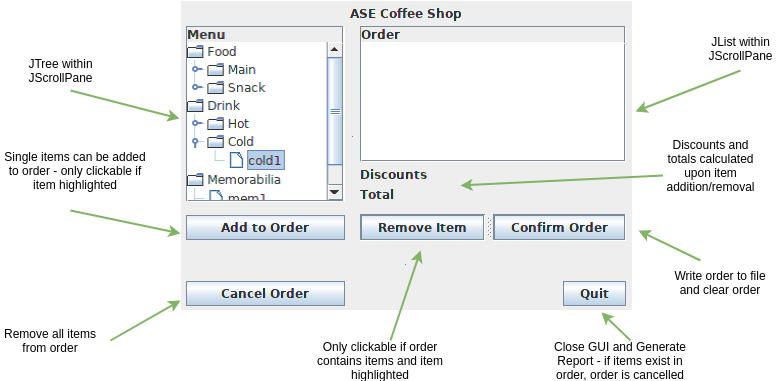 ASE Coffee Shop
Menu
Food
Main
Snack
Drink
Hot
Cold
cold1
Memorabilia
mem1
Order
Discounts
Total
Add to Order
Remove Item
Confirm Order
Cancel Order
Quit
JTree within
JScrollPane
Single items can be added
to order - only clickable if
item highlighted
Remove all items
from order
JList within
JScrollPane
Discounts and
totals calculated
upon item
addition/removal
Write order to file
and clear order
Only clickable if order
contains items and item
highlighted
Close GUI and Generate
Report - if items exist in
order, order is cancelled